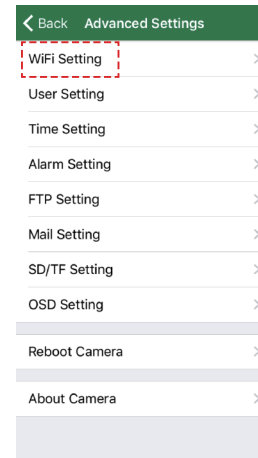 Back Advanced Settings
WiFi Setting
User Setting
Time Setting
Alarm Setting
FTP Setting
Mail Setting
SD/TF Setting
OSD Setting
Reboot Camera
About Camera